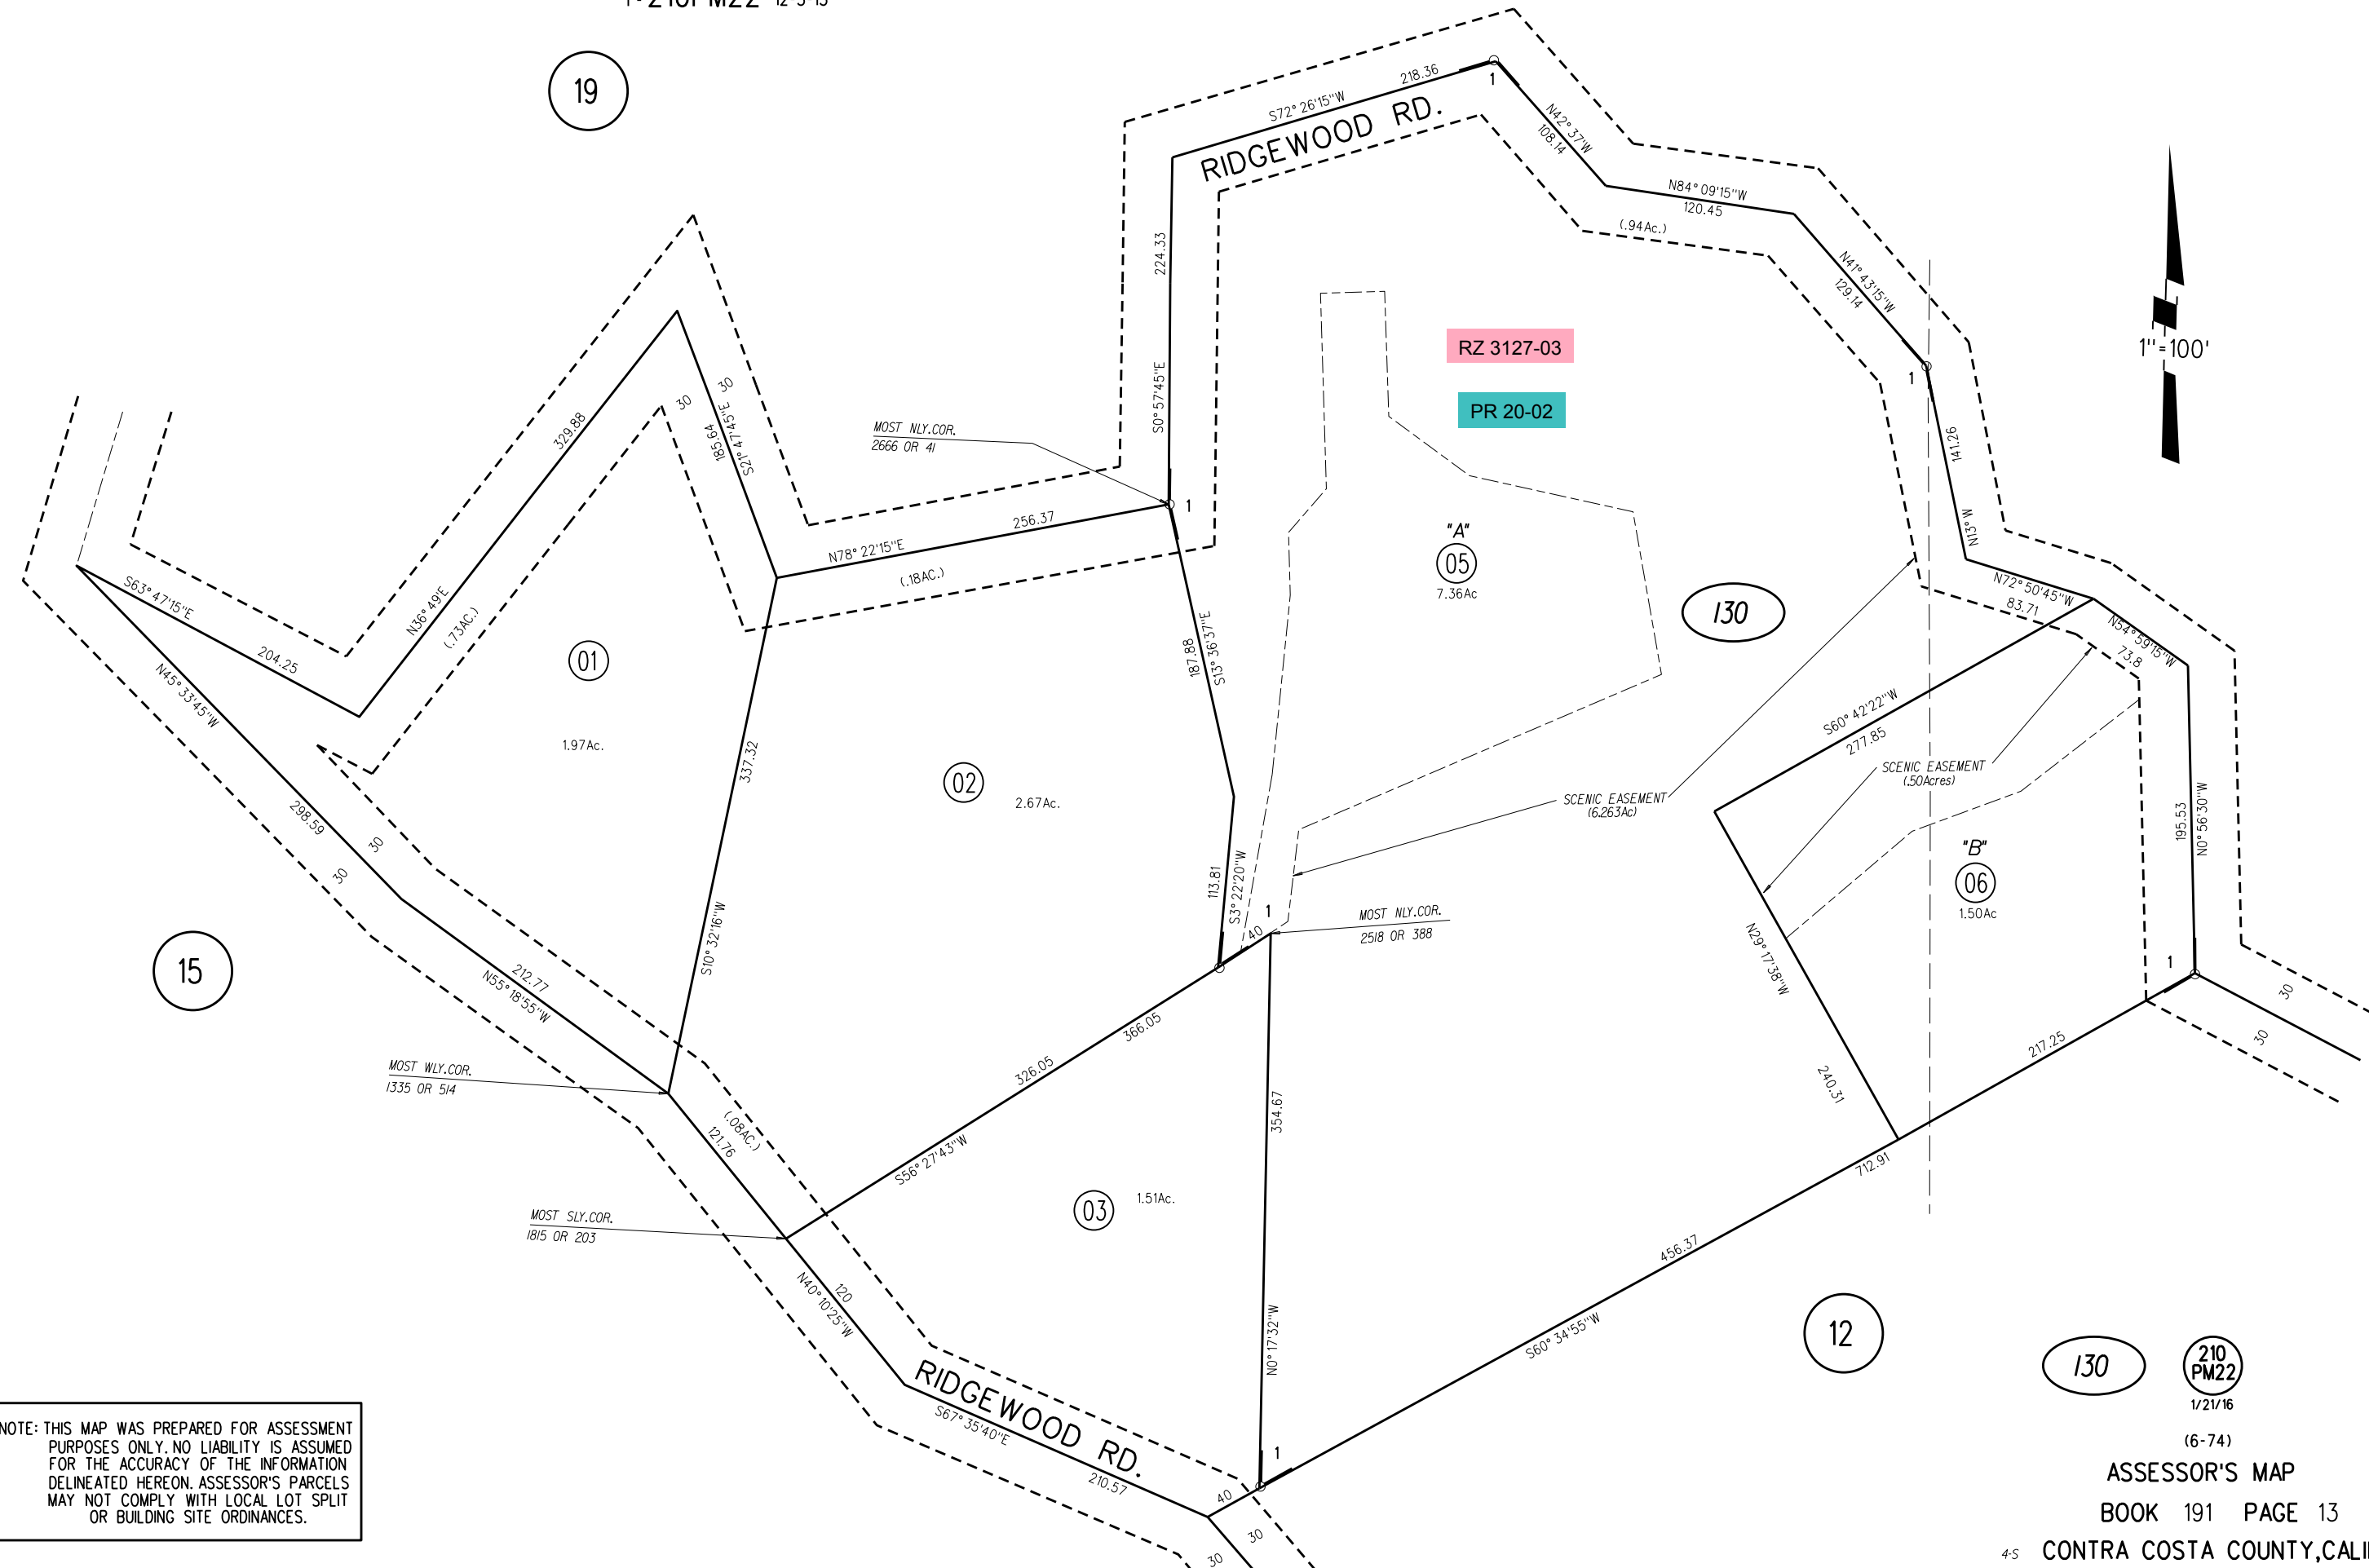 1- 210PM22 12-3-15
19
218.36
S72°26'15"W
RIDGEWOOD RD.
1
N42°37'W
108.14
N84°09'15"W
120.45
(.94Ac.)
N41°43'15"W
129.14
1
1"=100'
224.33
S0°57'45"E
RZ 3127-03
PR 20-02
329.88
30
30
185.64
S21°47'45"E
MOST NLY.COR.
2666 OR 41
1
256.37
N78°22'15"E
(.18AC.)
141.26
N13°W
"A"
05
7.36Ac
130
N72°50'45"W
83.71
N54°59'15"W
73.8
S63°47'15"E
204.25
N36°49'E
(.73AC.)
N45°33'45"W
298.59
30
30
01
1.97Ac.
337.32
S10°32'16"W
02
2.67Ac.
187.88
S13°36'37"E
113.81
S3°22'20"W
S60°42'22"W
277.85
SCENIC EASEMENT
(.50Acres)
SCENIC EASEMENT
(6.263Ac)
195.53
N0°56'30"W
"B"
06
1.50Ac
1
40
MOST NLY.COR.
2518 OR 388
15
N29°17'38"W
240.31
1
30
30
217.25
212.77
N55°18'55"W
MOST WLY.COR.
1335 OR 514
(.08AC.)
121.76
366.05
326.05
S56°27'43"W
354.67
N0°17'32"W
712.91
456.37
S60°34'55"W
03
1.51Ac.
MOST SLY.COR.
1815 OR 203
120
N40°10'25"W
RIDGEWOOD RD.
S67°35'40"E
210.57
1
40
30
30
12
130
210
PM22
1/21/16
(6-74)
ASSESSOR'S MAP
BOOK 191 PAGE 13
4-S CONTRA COSTA COUNTY,CALI
NOTE: THIS MAP WAS PREPARED FOR ASSESSMENT
PURPOSES ONLY. NO LIABILITY IS ASSUMED
FOR THE ACCURACY OF THE INFORMATION
DELINEATED HEREON. ASSESSOR'S PARCELS
MAY NOT COMPLY WITH LOCAL LOT SPLIT
OR BUILDING SITE ORDINANCES.